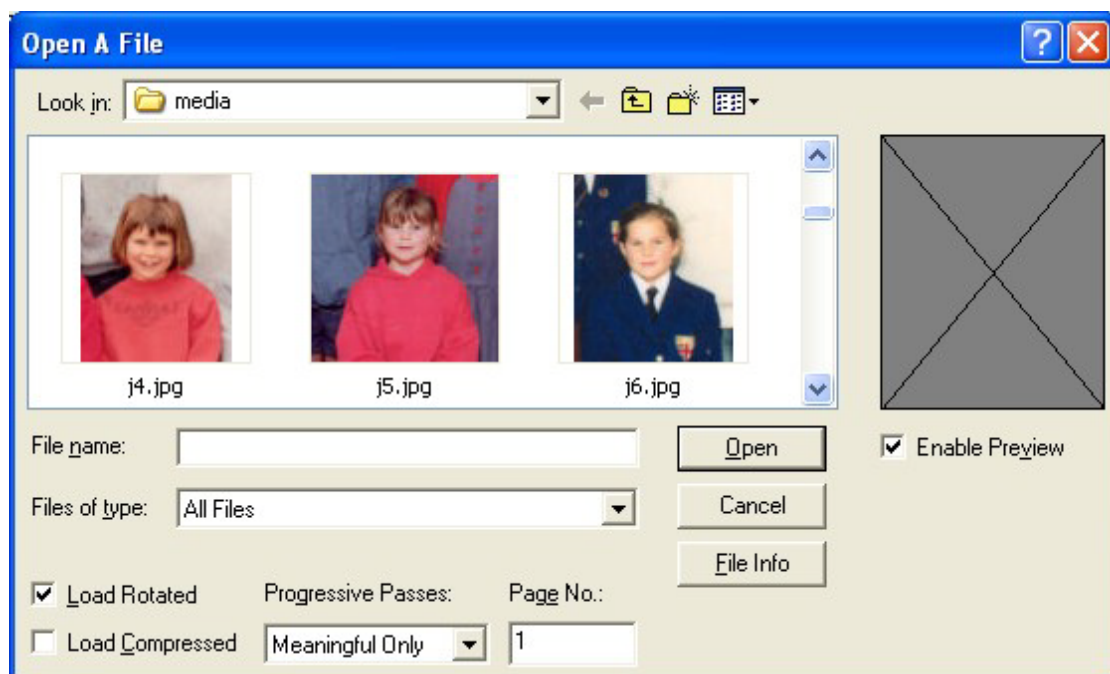 Open A File
Look in: media
j4.jpg j5.jpg j6.jpg
File name: Open Enable Preview
Files of type: All Files Cancel
File Info
Load Rotated Progressive Passes: Page No.:
Load Compressed Meaningful Only 1